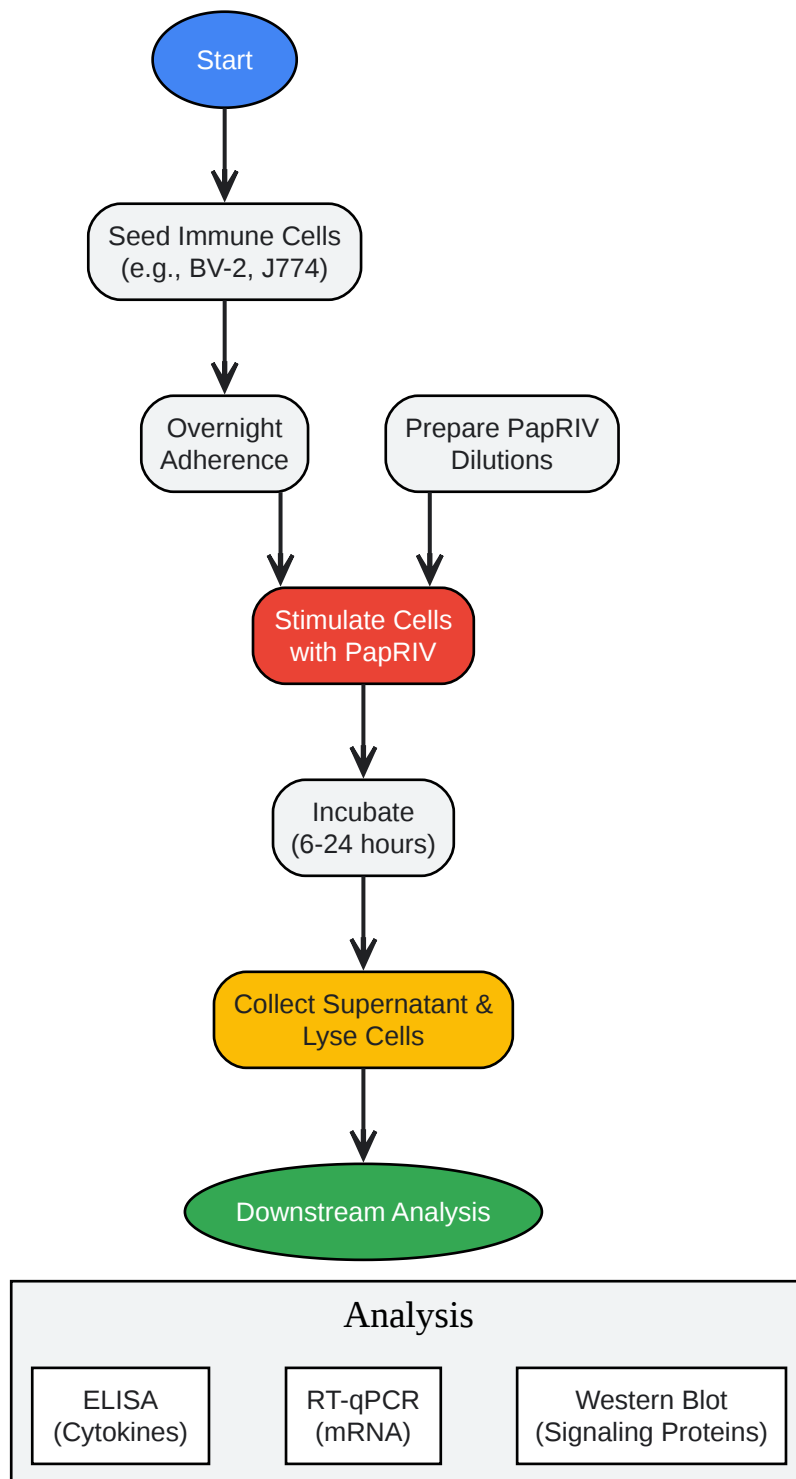 Start
Seed Immune Cells
(e.g., BV-2, J774)
Overnight
Adherence
Prepare PapRIV
Dilutions
Stimulate Cells
with PapRIV
Incubate
(6-24 hours)
Collect Supernatant &
Lyse Cells
Downstream Analysis
Analysis
ELISA
(Cytokines)
RT-qPCR
(mRNA)
Western Blot
(Signaling Proteins)